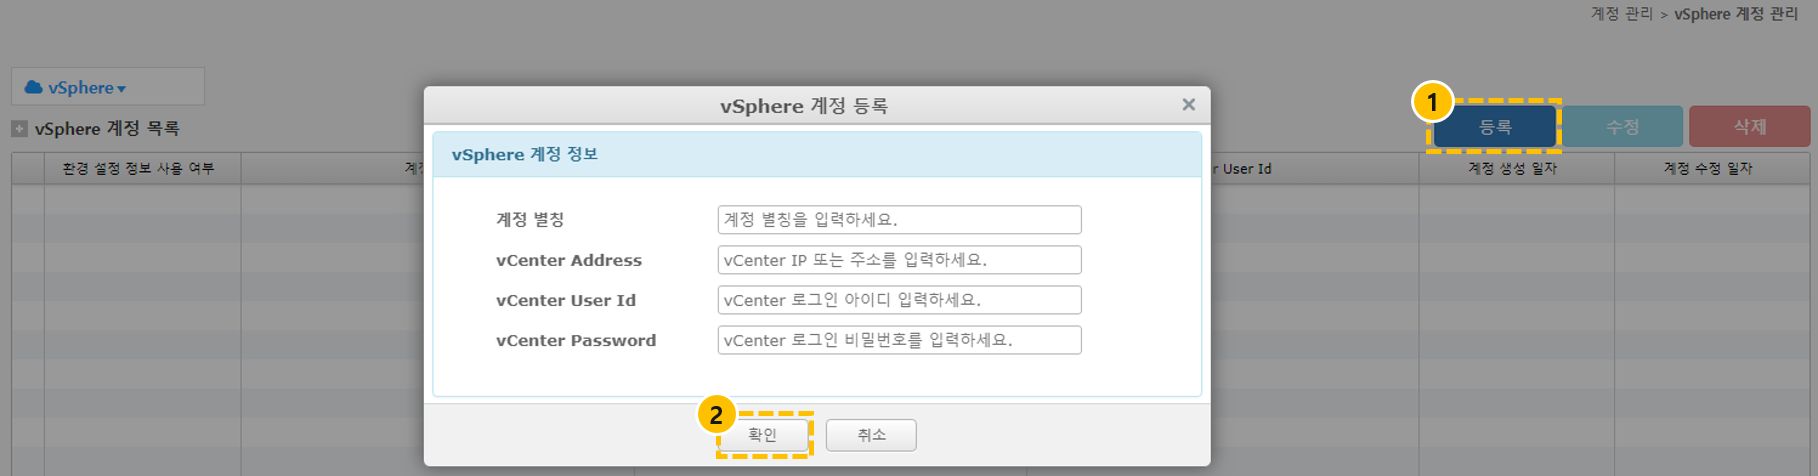 계정 관리 > vSphere 계정 관리
vSphere
vSphere 계정 목록
1
등록 수정 삭제
환경 설정 정보 사용 여부 User Id 계정 생성 일자 계정 수정 일자
vSphere 계정 등록
vSphere 계정 정보
계정 별칭 계정 별칭을 입력하세요.
vCenter Address vCenter IP 또는 주소를 입력하세요.
vCenter User Id vCenter 로그인 아이디 입력하세요.
vCenter Password vCenter 로그인 비밀번호를 입력하세요.
2
확인 취소